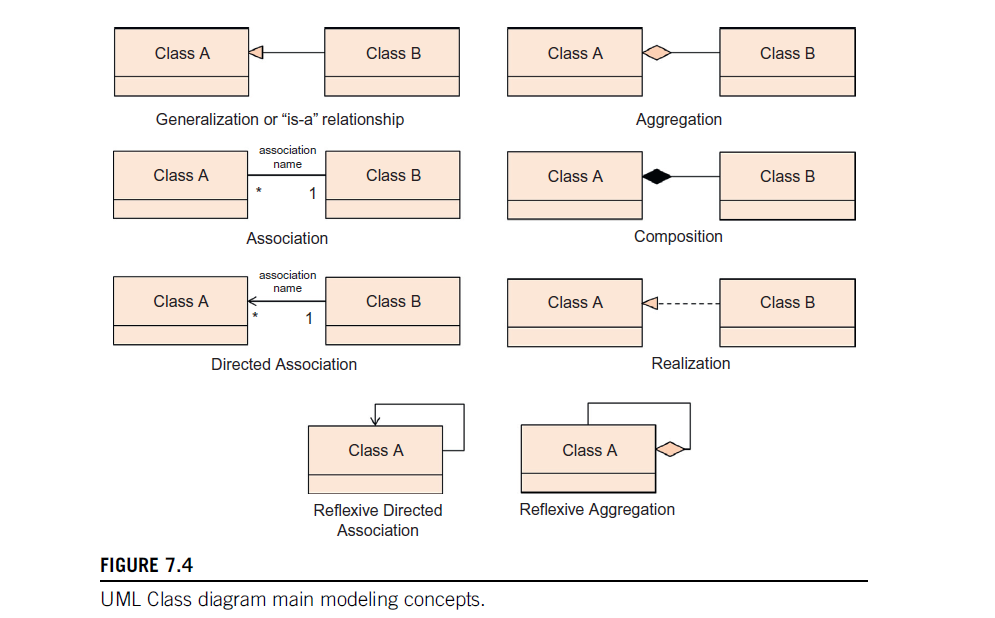 Class A
Class B
Class A
Class B
Generalization or “is-a” relationship
Aggregation
association
name
Class A
Class B
* 1
Class A
Class B
Association
Composition
association
name
Class A
Class B
* 1
Class A
Class B
Directed Association
Realization
Class A
Class A
Reflexive Directed
Association
Reflexive Aggregation
FIGURE 7.4
UML Class diagram main modeling concepts.